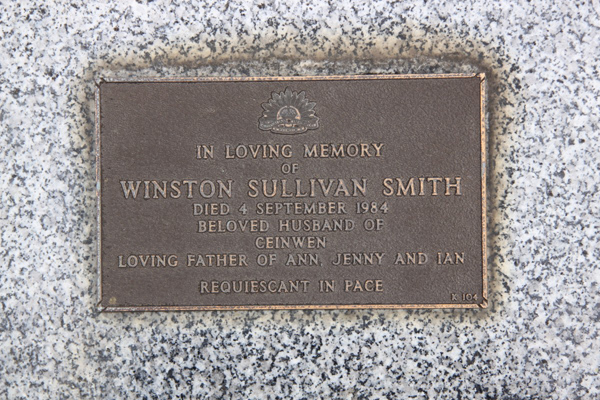 IN LOVING MEMORY
OF
WINSTON SULLIVAN SMITH
DIED 4 SEPTEMBER 1984
BELOVED HUSBAND OF
CEINWEN
LOVING FATHER OF ANN, JENNY AND IAN
REQUIESCANT IN PACE
K 104